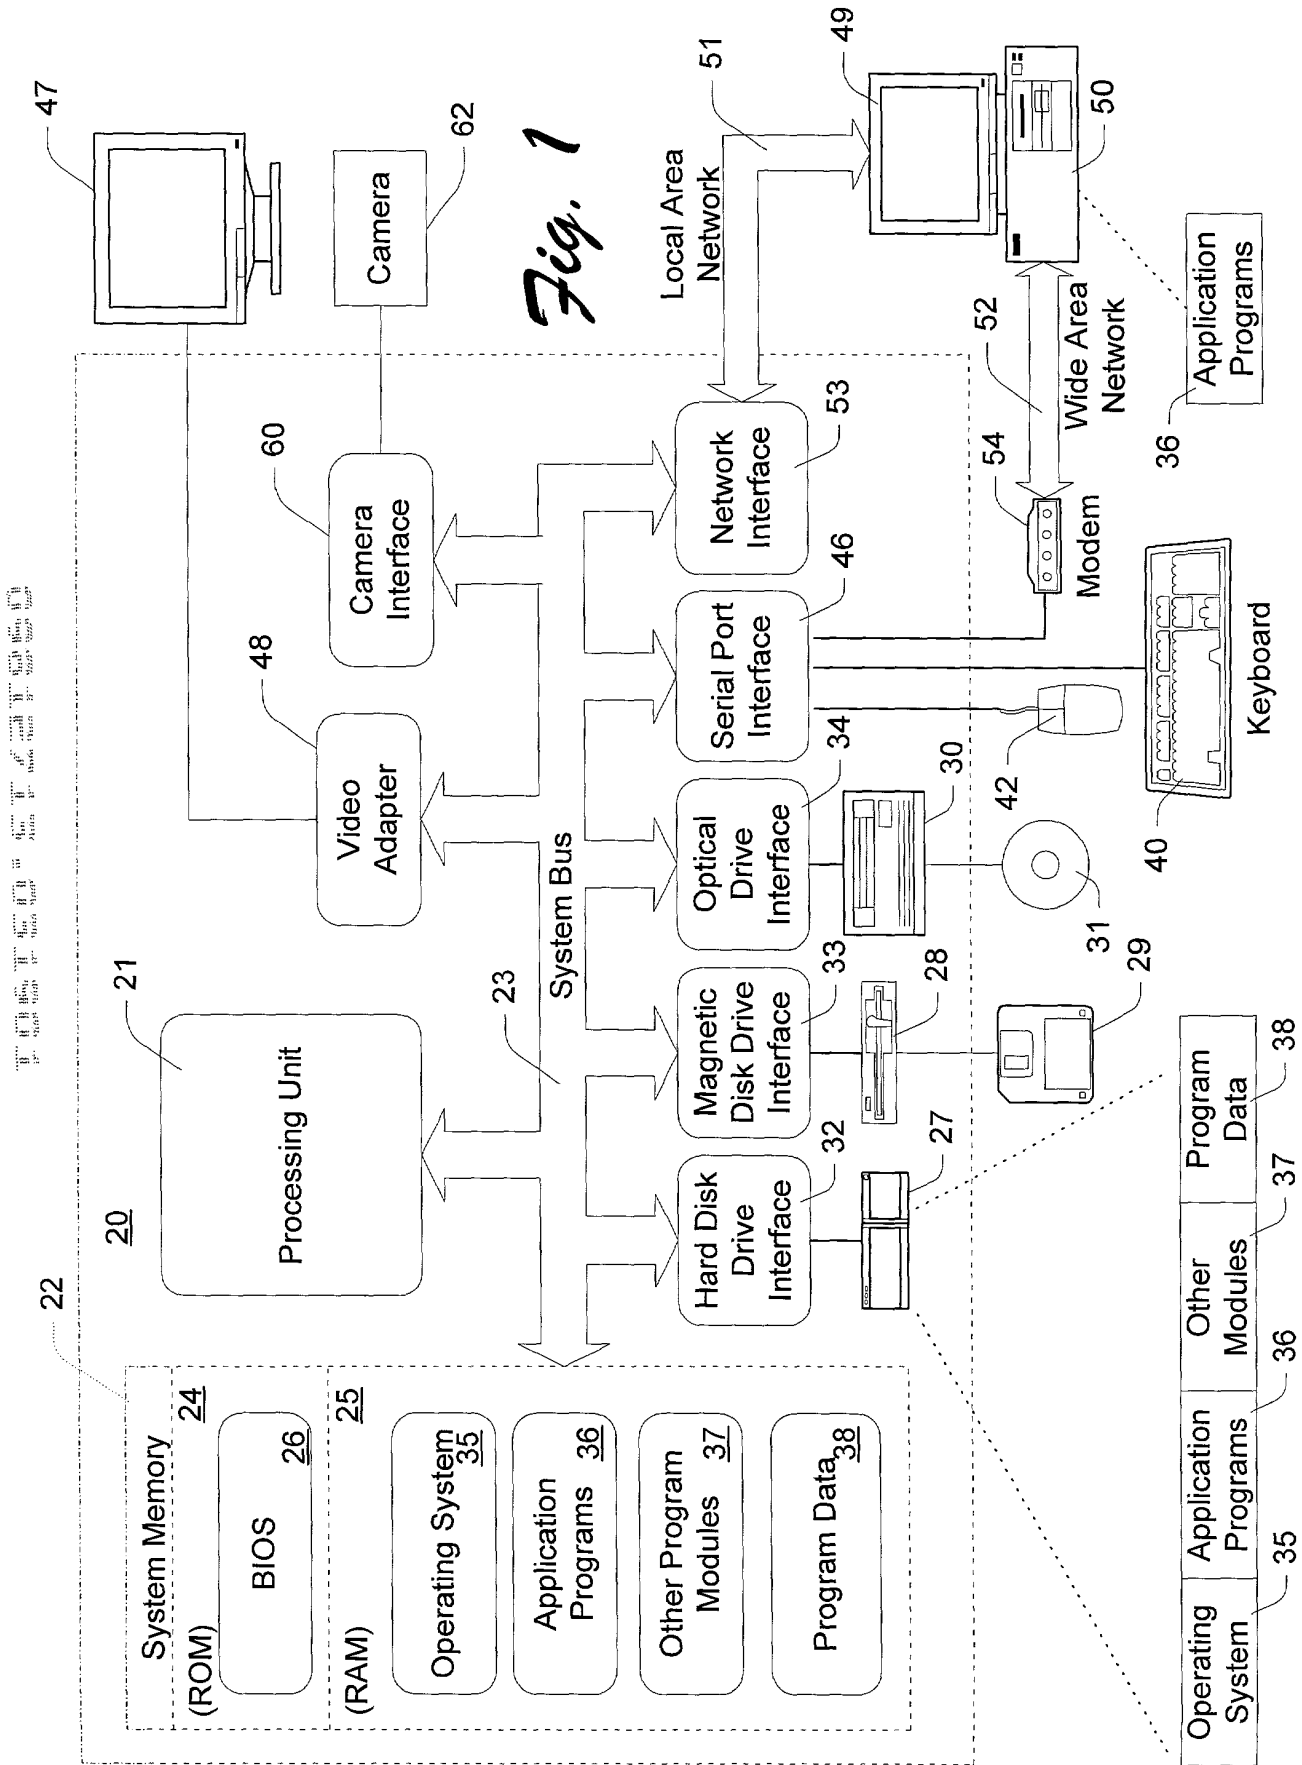 22
20
21
47
System Memory
(ROM)
24
BIOS
26
(RAM)
25
Operating System
35
Application
Programs
36
Other Program
Modules
37
Program Data
38
Processing Unit
Video
Adapter
48
Camera
Interface
60
Camera
62
Fig. 1
23
System Bus
Hard Disk
Drive
Interface
32
Magnetic
Disk Drive
Interface
33
Optical
Drive
Interface
34
Serial Port
Interface
46
Network
Interface
53
Local Area
Network
51
49
27
28
30
29
31
42
40
Keyboard
54
Modem
52
Wide Area
Network
50
36
Application
Programs
Operating
System
35
Application
Programs
36
Other
Modules
37
Program
Data
38